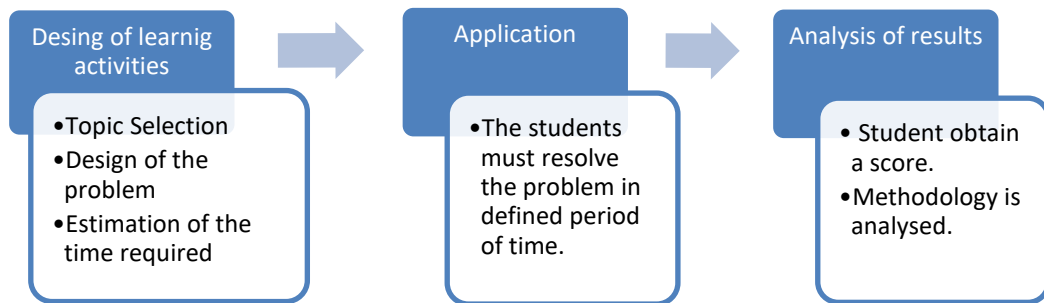 Desing of learnig
activities
•Topic Selection
•Design of the
problem
•Estimation of the
time required
Application
•The students
must resolve
the problem in
defined period
of time.
Analysis of results
• Student obtain
a score.
•Methodology is
analysed.